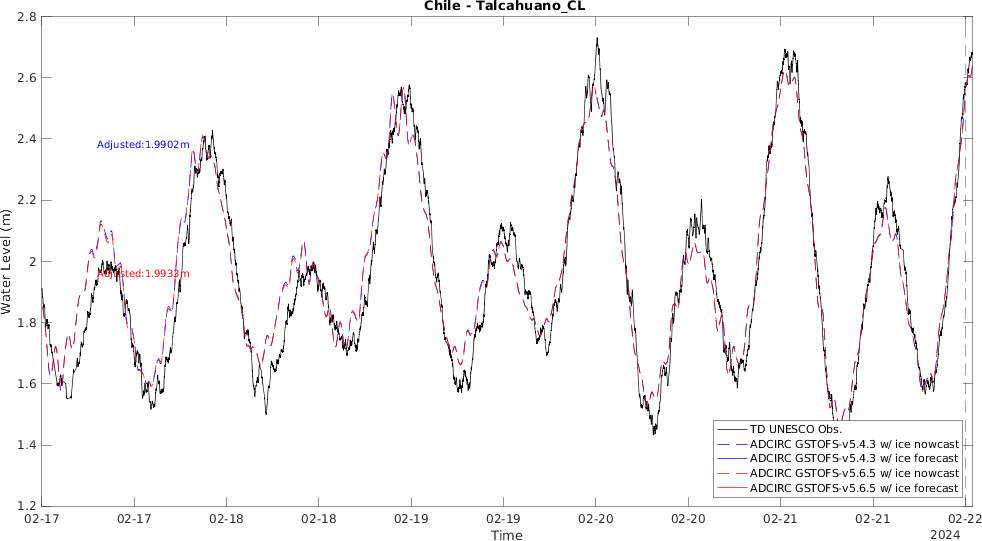 Chile - Talcahuano_CL
2.8
2.6
2.4
2.2
2
1.8
1.6
1.4
1.2
Water Level (m)
Adjusted:1.9902m
Adjusted:1.9933m
TD UNESCO Obs.
ADCIRC GSTOFS-v5.4.3 w/ ice nowcast
ADCIRC GSTOFS-v5.4.3 w/ ice forecast
ADCIRC GSTOFS-v5.6.5 w/ ice nowcast
ADCIRC GSTOFS-v5.6.5 w/ ice forecast
02-17 02-17 02-18 02-18 02-19 02-19 02-20 02-20 02-21 02-21 02-22
Time
2024